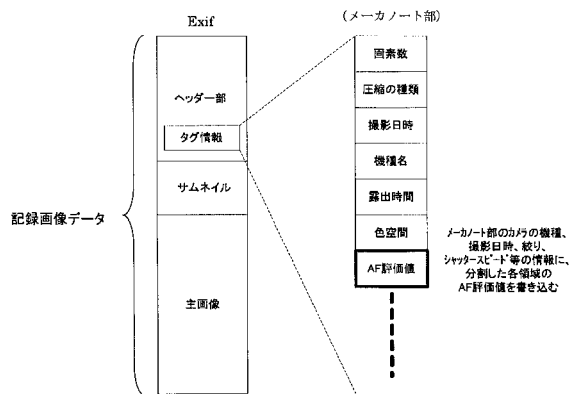 Exif
(メーカノート部)
ヘッダー部
タグ情報
サムネイル
主画像
記録画像データ
画素数
圧縮の種類
撮影日時
機種名
露出時間
色空間
AF評価値
メーカノート部のカメラの機種、
撮影日時、絞り、
シャッタースピード等の情報に、
分割した各領域の
AF評価値を書き込む